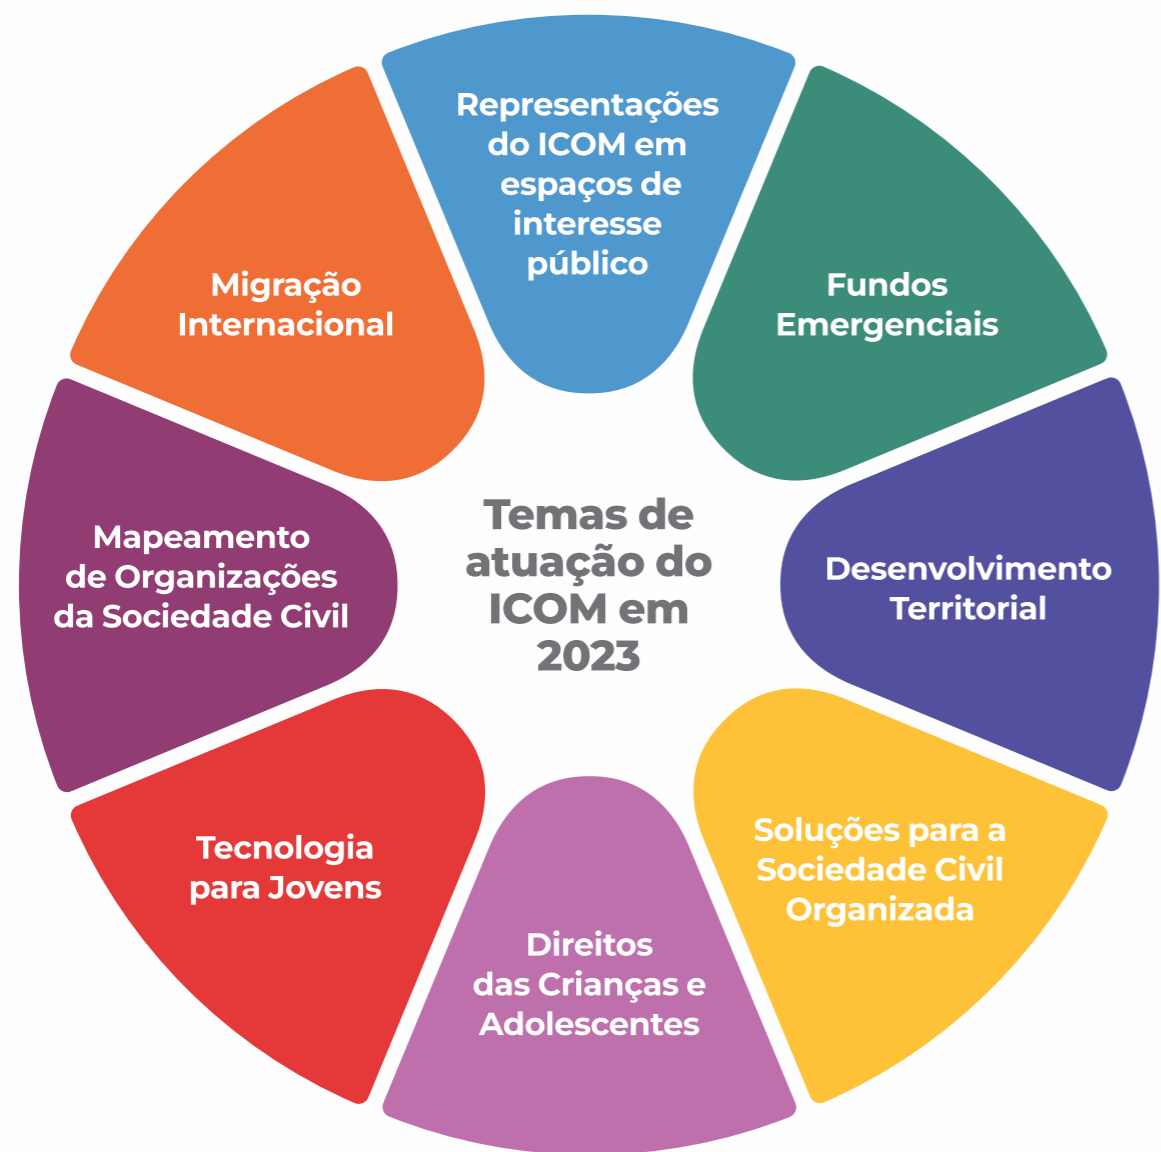 Representações
do ICOM em
espaços de
interesse
público
Fundos
Emergenciais
Desenvolvimento
Territorial
Soluções para a
Sociedade Civil
Organizada
Direitos
das Crianças e
Adolescentes
Tecnologia
para Jovens
Mapeamento
de Organizações
da Sociedade Civil
Migração
Internacional
Temas de
atuação do
ICOM em
2023